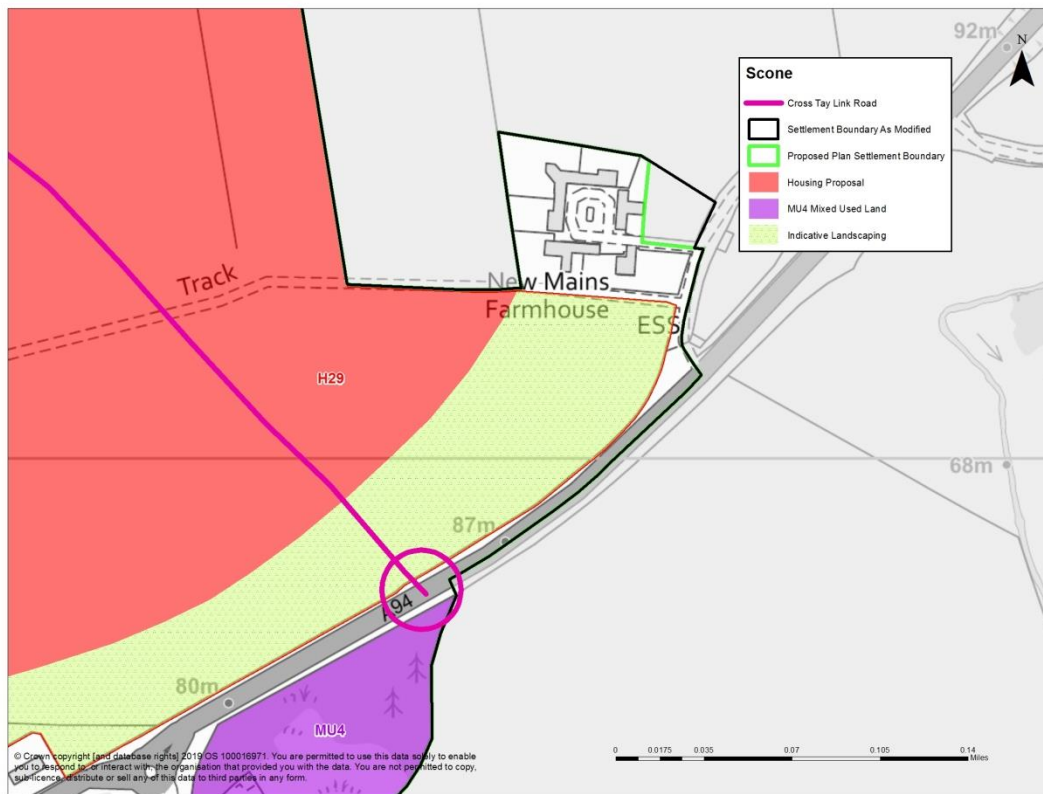 92m
N
Scone
Cross Tay Link Road
Settlement Boundary As Modified
Proposed Plan Settlement Boundary
Housing Proposal
MU4 Mixed Used Land
Indicative Landscaping
Track
New Mains
Farmhouse
ESS
H29
68m
87m
A94
80m
MU4
© Crown copyright [and database rights] 2019 OS 100016971. You are permitted to use this data solely to enable
you to respond to, or interact with, the organisation that provided you with the data. You are not permitted to copy,
sub-licence, distribute or sell any of this data to third parties in any form.
0 0.0175 0.035 0.07 0.105 0.14
Miles